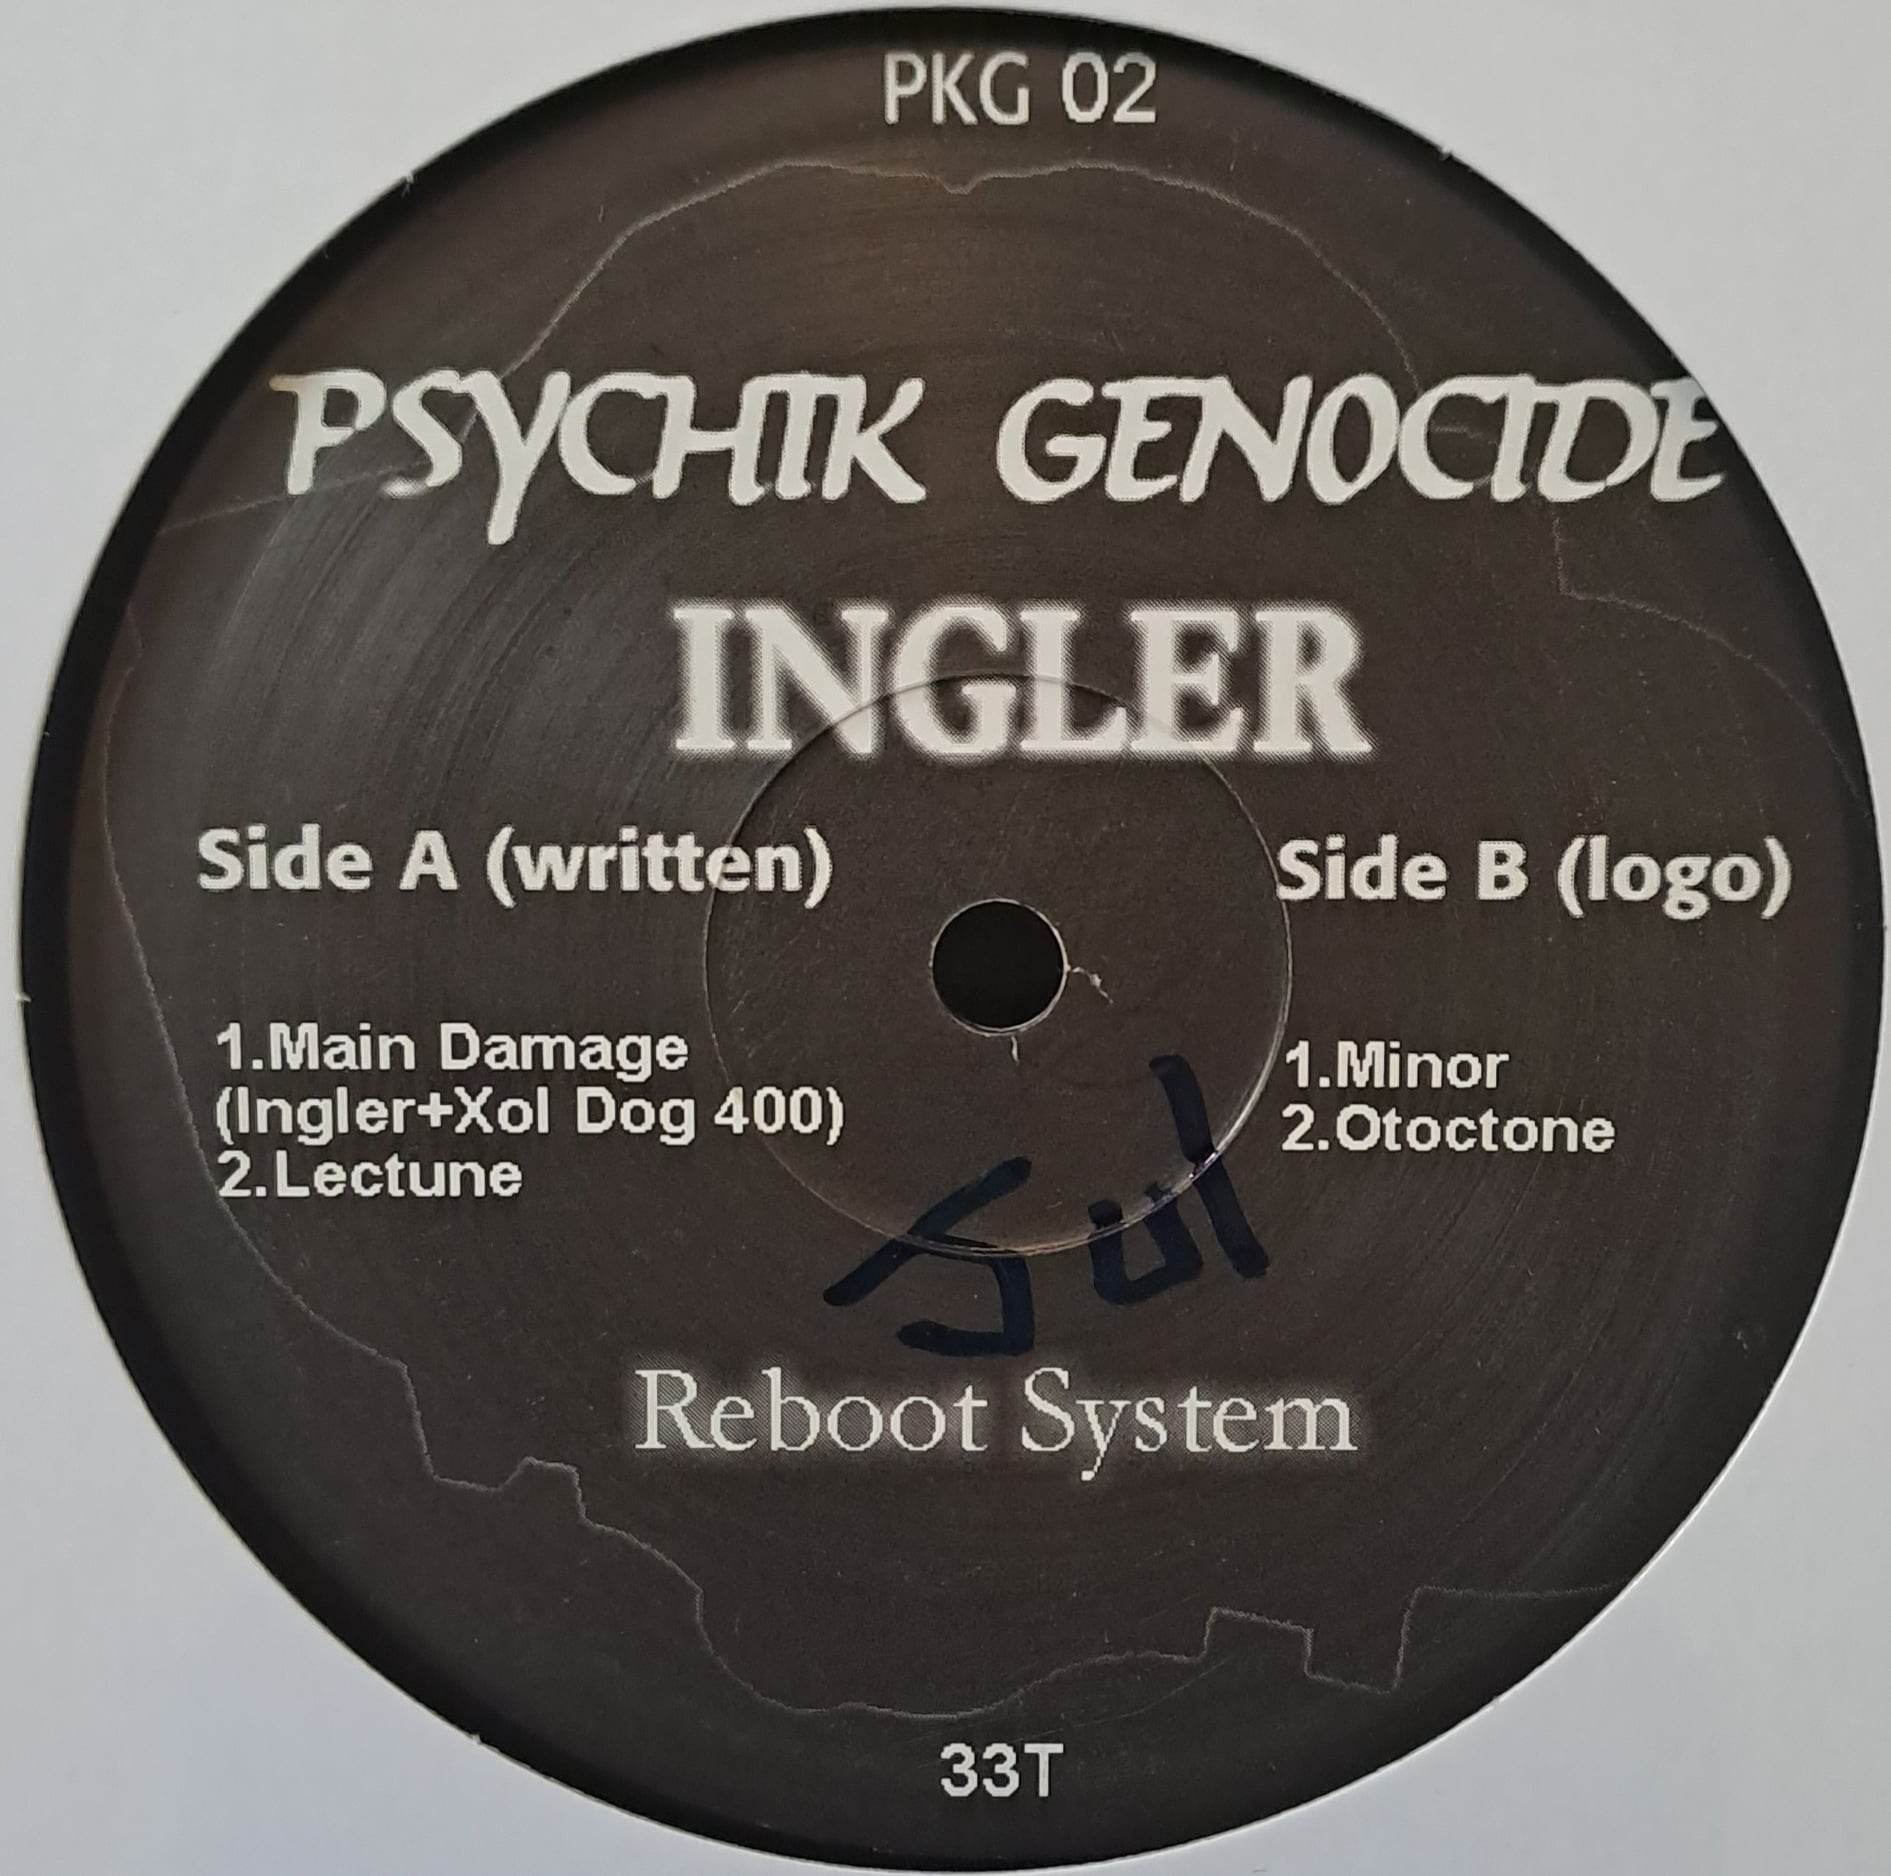 PKG 02
PSYCHIK GENOCIDE
INGLER
Side A (written)
1.Main Damage
(Ingler+Xol Dog 400)
2.Lectune
Side B (logo)
1.Minor
2.Otoctone
Reboot System
33T